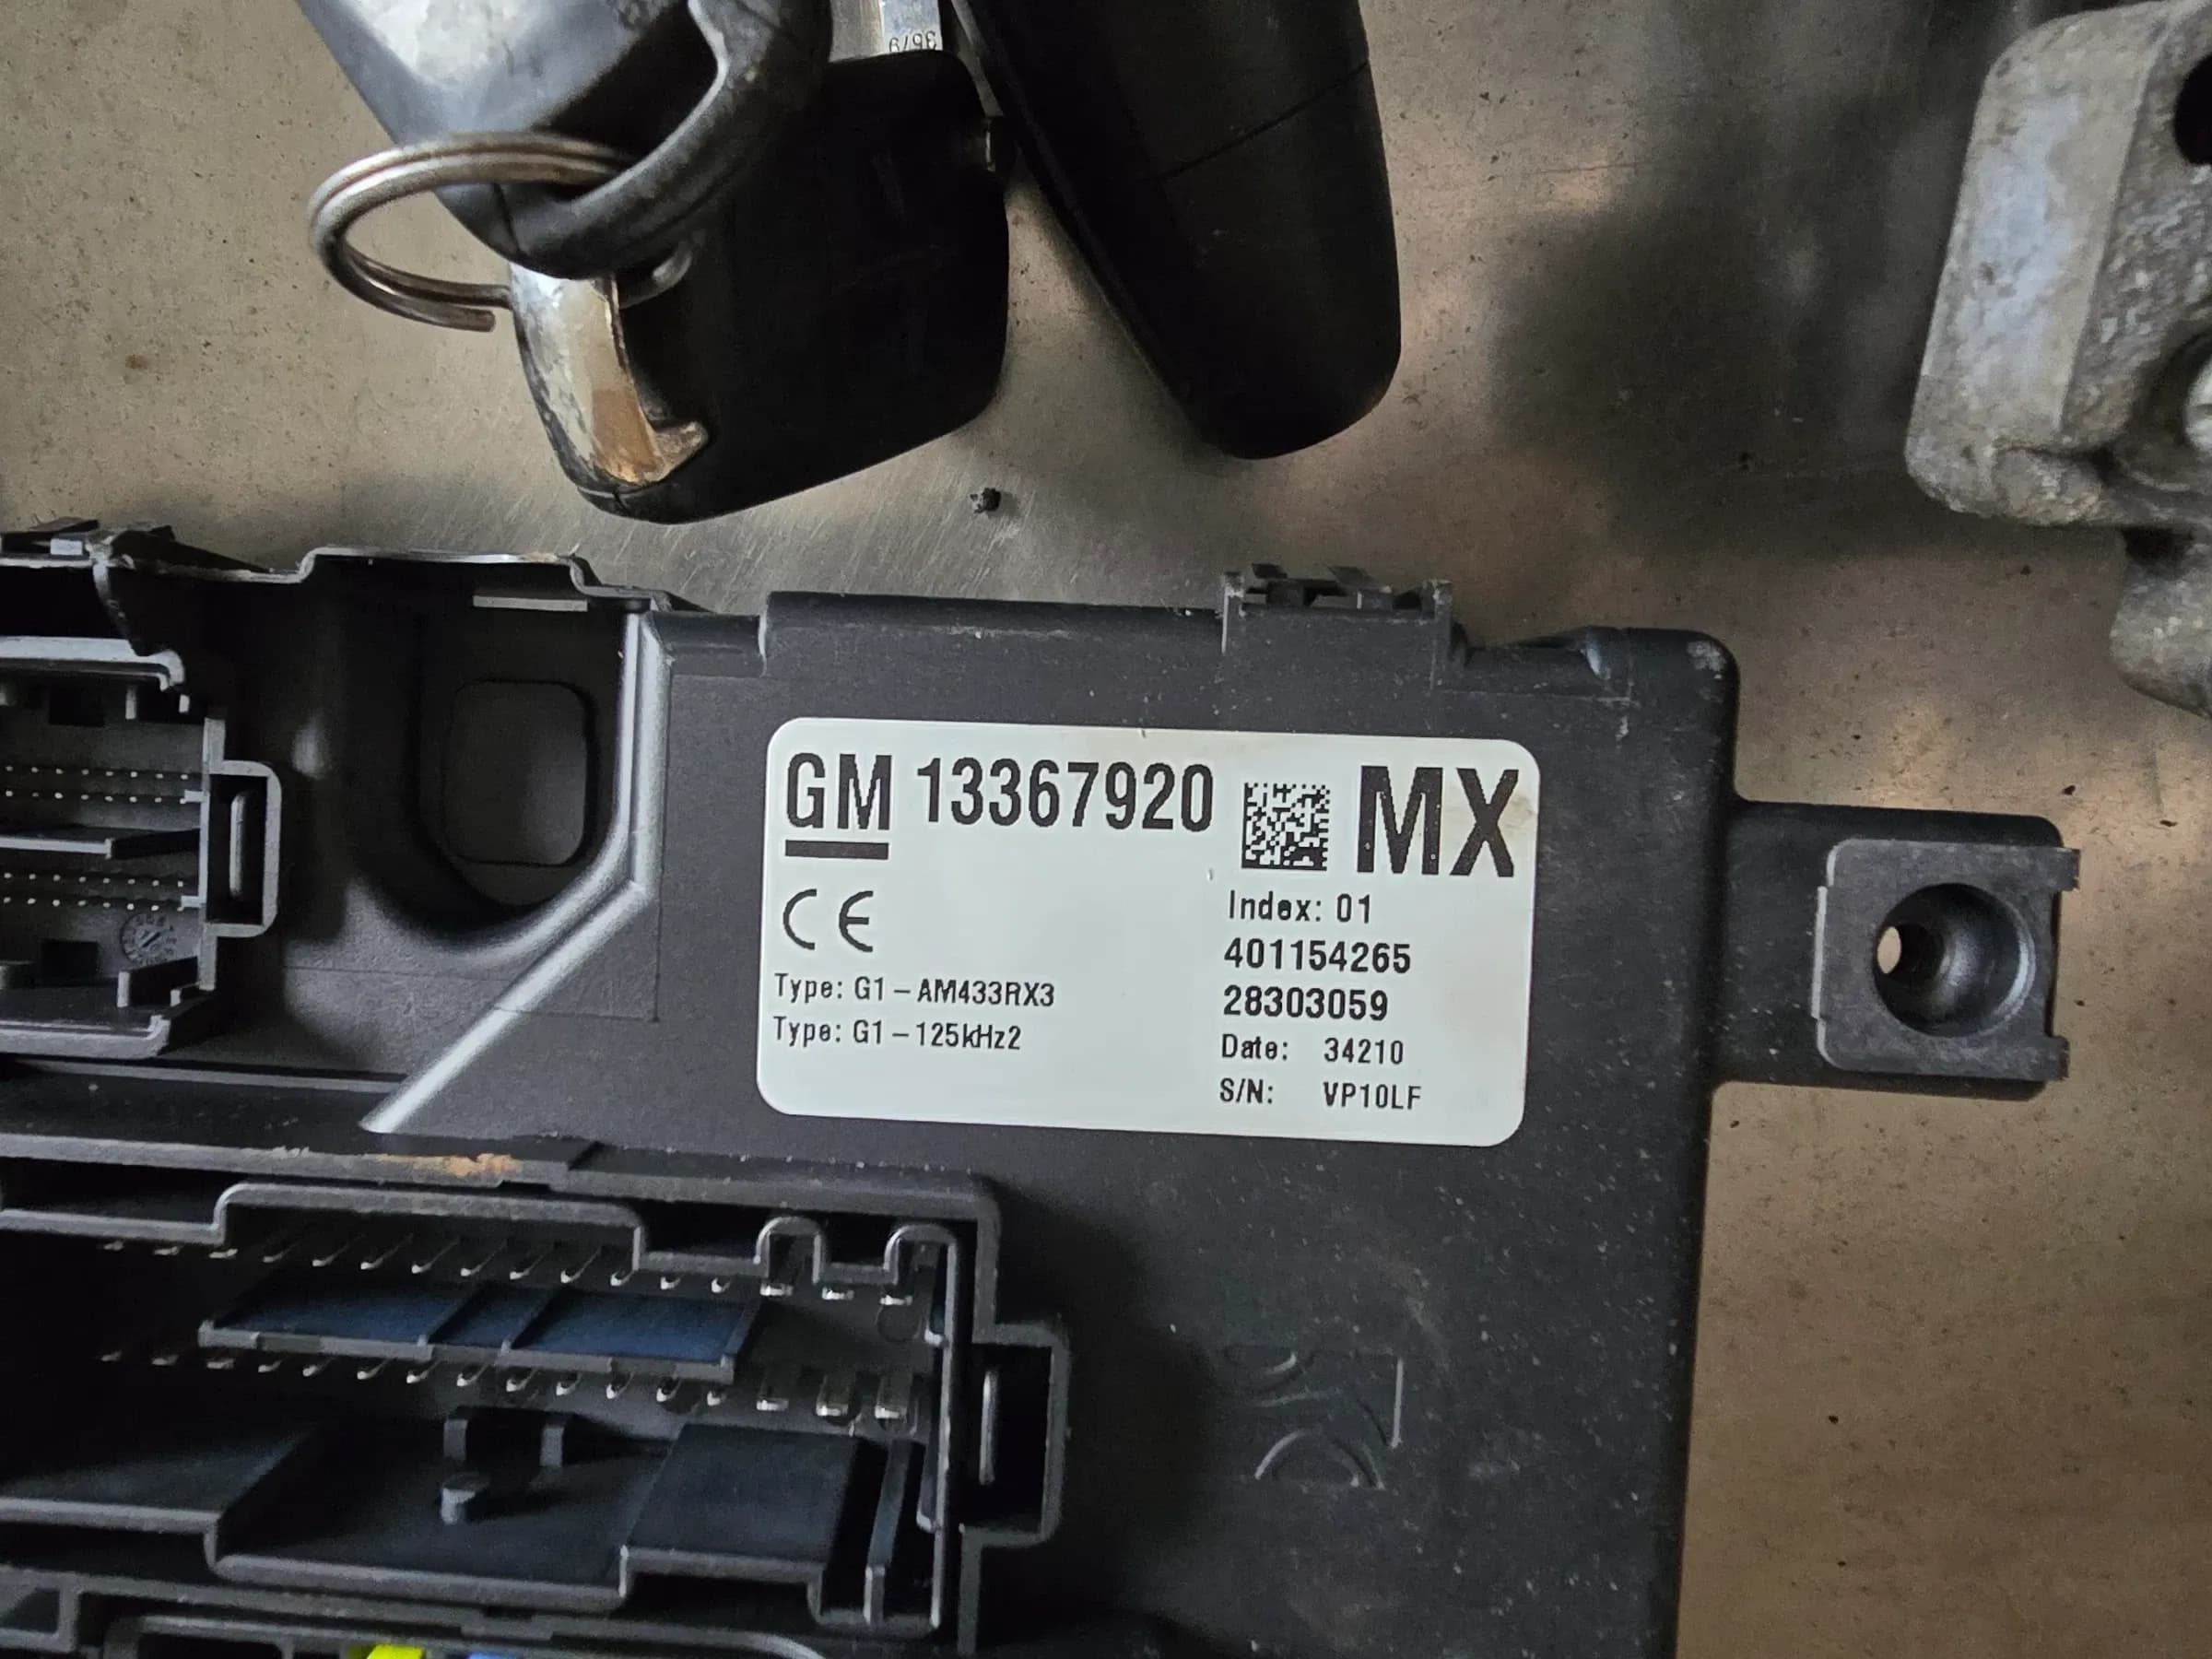 GM 13367920 MX
CE
Index: 01
401154265
28303059
Type: G1-AM433RX3
Type: G1-125kHz2
Date: 34210
S/N: VP10LF